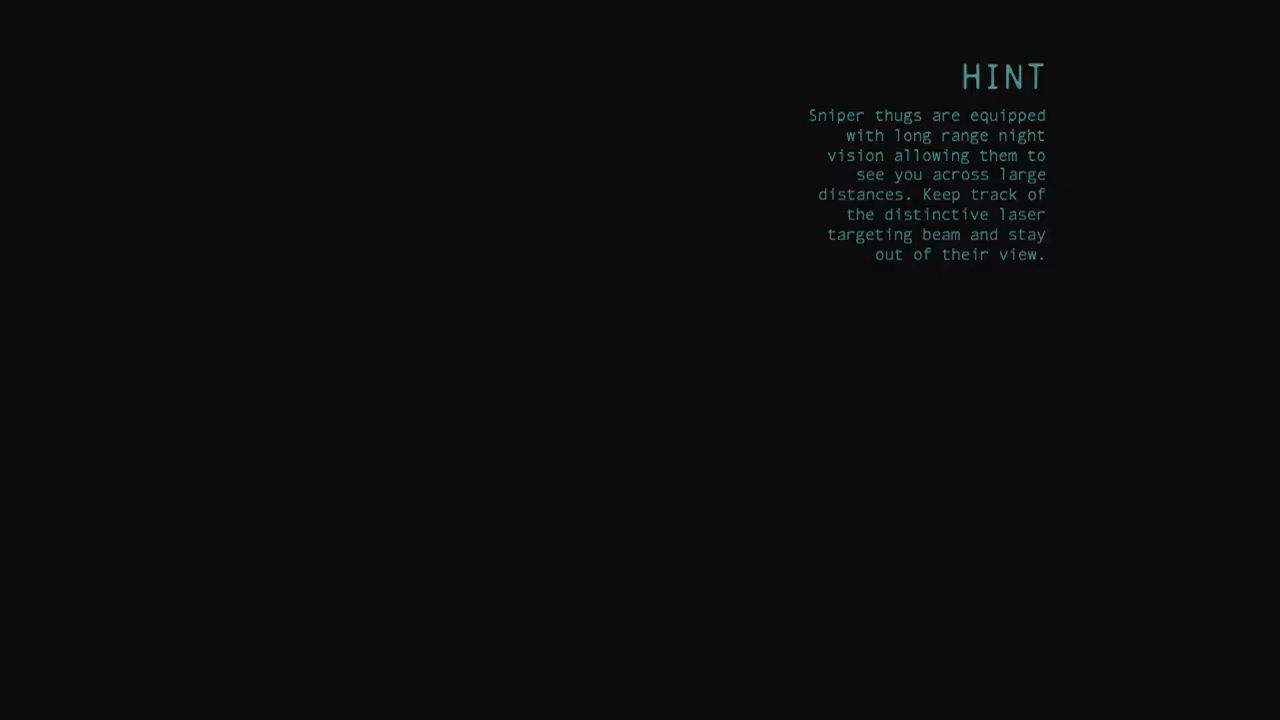 HINT
Sniper thugs are equipped
with long range night
vision allowing them to
see you across large
distances. Keep track of
the distinctive laser
targeting beam and stay
out of their view.